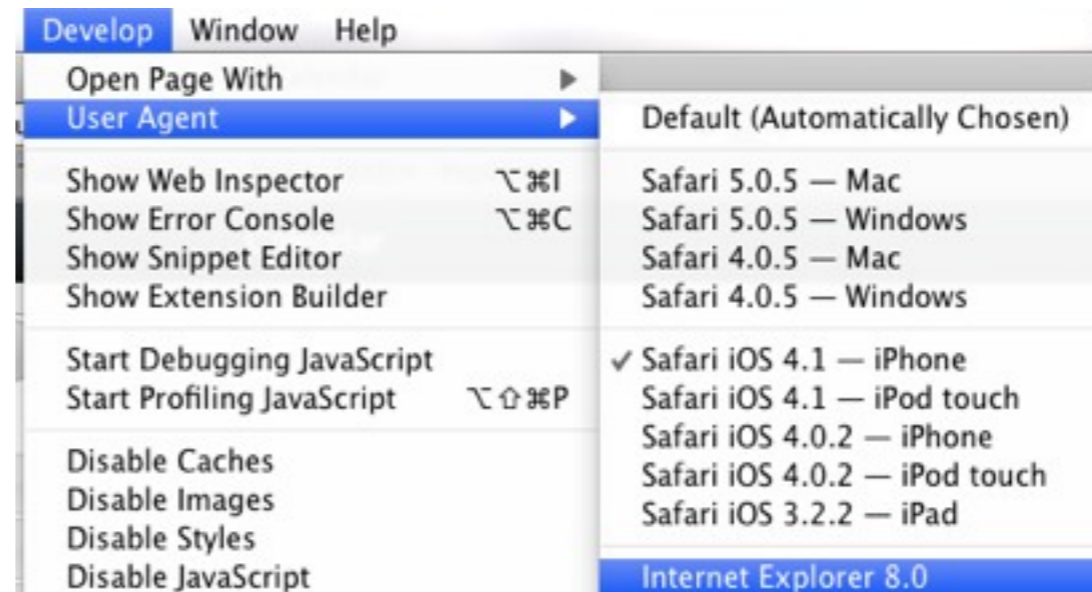 Develop Window Help
Open Page With
User Agent
Show Web Inspector ⌥⌘I
Show Error Console ⌥⌘C
Show Snippet Editor
Show Extension Builder
Start Debugging JavaScript
Start Profiling JavaScript ⌥⇧⌘P
Disable Caches
Disable Images
Disable Styles
Disable JavaScript
Default (Automatically Chosen)
Safari 5.0.5 — Mac
Safari 5.0.5 — Windows
Safari 4.0.5 — Mac
Safari 4.0.5 — Windows
✓ Safari iOS 4.1 — iPhone
Safari iOS 4.1 — iPod touch
Safari iOS 4.0.2 — iPhone
Safari iOS 4.0.2 — iPod touch
Safari iOS 3.2.2 — iPad
Internet Explorer 8.0